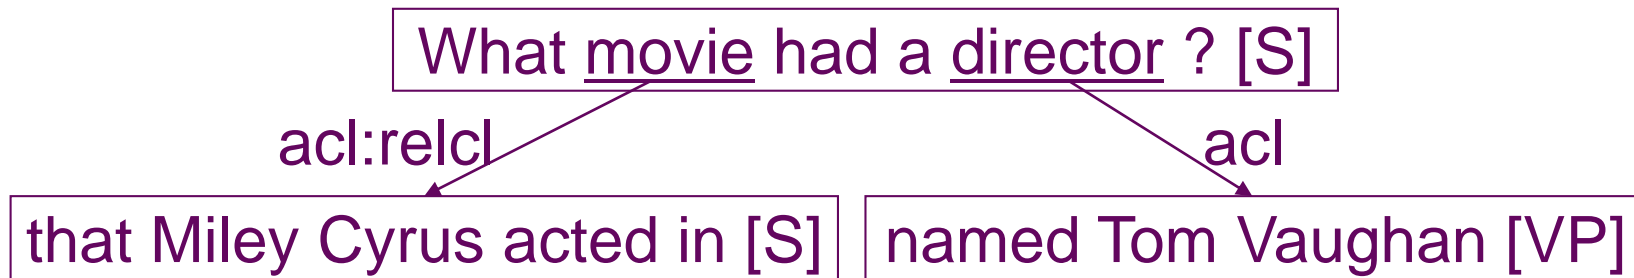 What movie had a director ? [S]
acl:relcl acl
that Miley Cyrus acted in [S] named Tom Vaughan [VP]